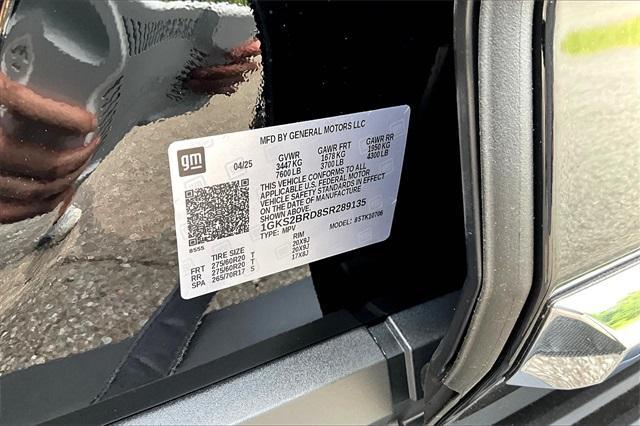 MFD BY GENERAL MOTORS LLC
gm
04/25 GVWR GAWR FRT GAWR RR
3447 KG 1678 KG 1950 KG
7600 LB 3700 LB 4300 LB
THIS VEHICLE CONFORMS TO ALL
APPLICABLE U.S. FEDERAL MOTOR
VEHICLE SAFETY STANDARDS IN EFFECT
ON THE DATE OF MANUFACTURE
SHOWN ABOVE
1GKS2BRD8SR289135
TYPE: MPV MODEL: #5TK10706
8555
TIRE SIZE RIM
FRT 275/60R20 T 20X9J
RR 275/60R20 T 20X9J
SPA 265/70R17 S 17X8J